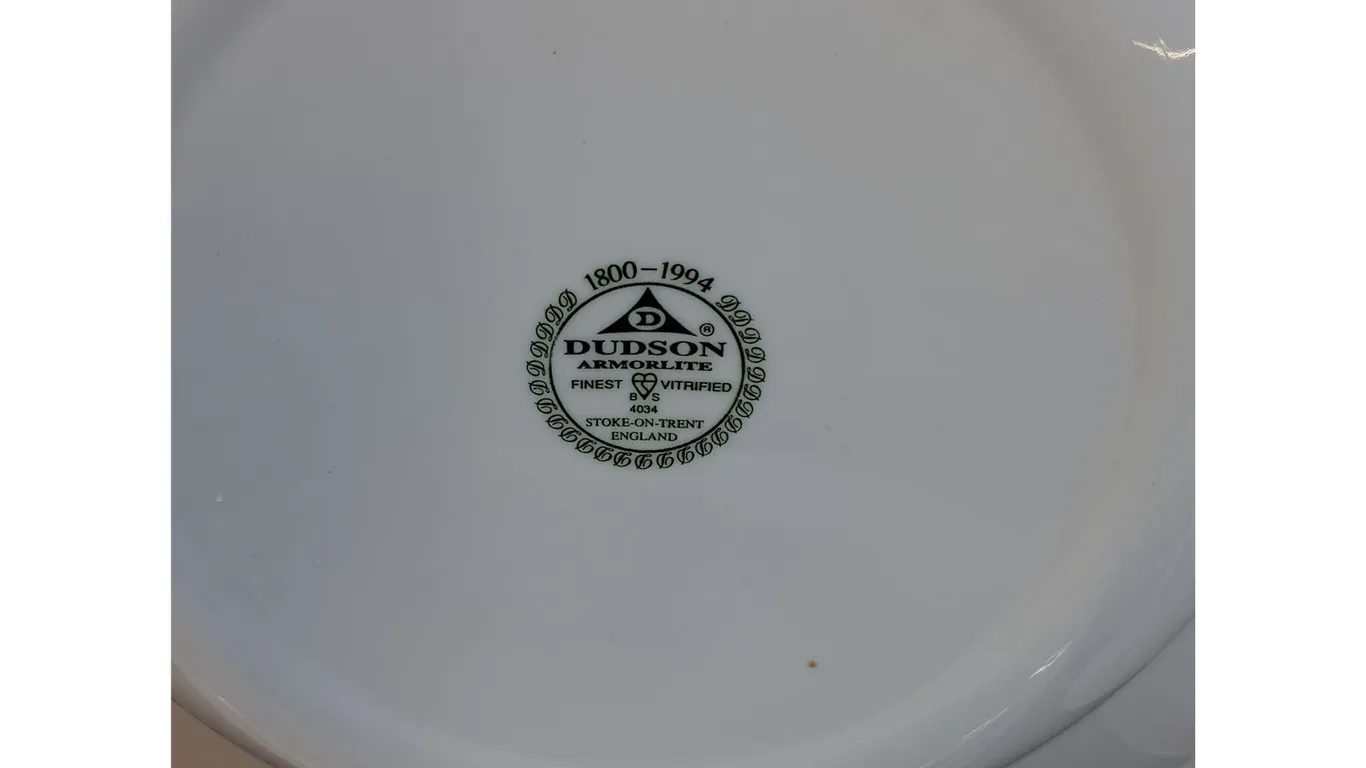 1800–1994
D
DUDSON®
ARMORLITE
FINEST VITRIFIED
B S
4034
STOKE-ON-TRENT
ENGLAND